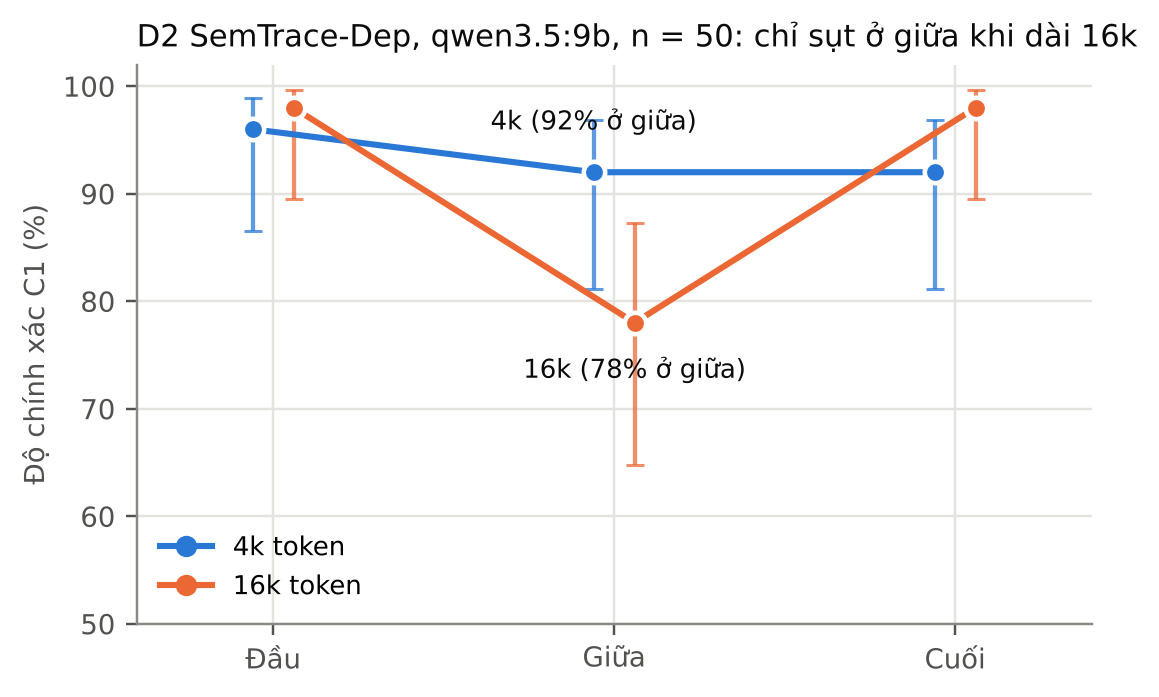 D2 SemTrace-Dep, qwen3.5:9b, n = 50: chỉ sụt ở giữa khi dài 16k
Độ chính xác C1 (%)
100
90
80
70
60
50
4k (92% ở giữa)
16k (78% ở giữa)
4k token
16k token
Đầu
Giữa
Cuối